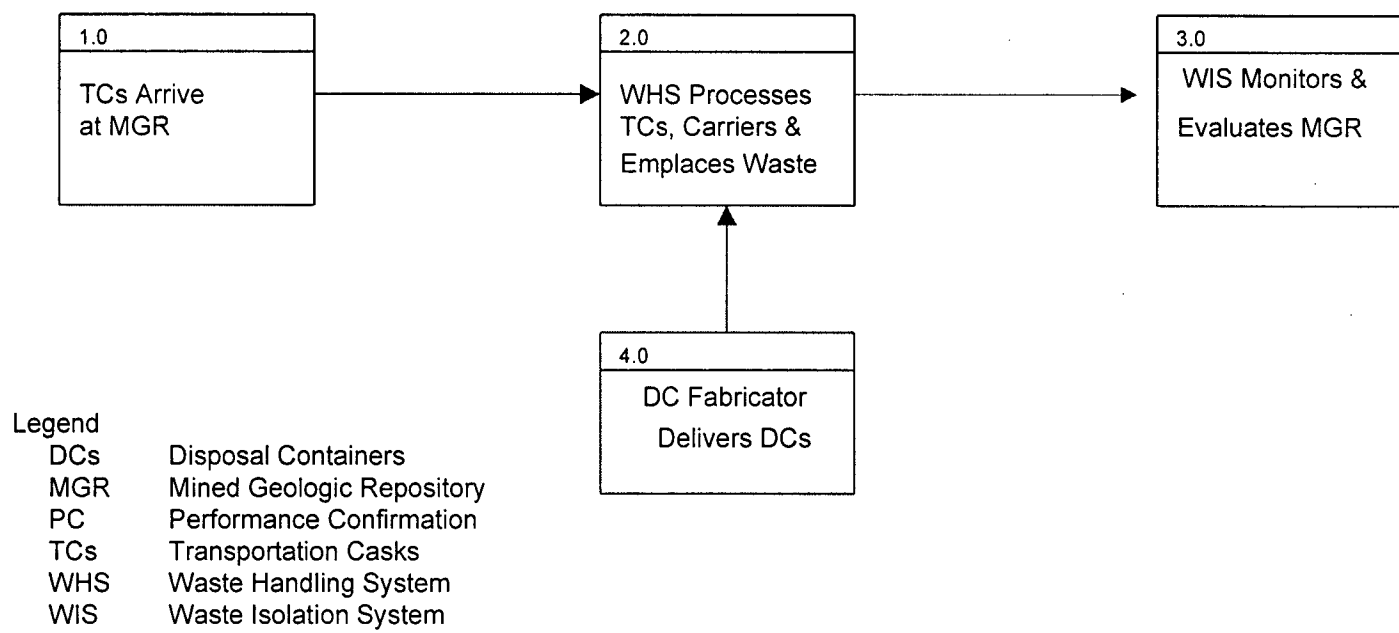 1.0
TCs Arrive
at MGR
2.0
WHS Processes
TCs, Carriers &
Emplaces Waste
3.0
WIS Monitors &
Evaluates MGR
4.0
DC Fabricator
Delivers DCs
Legend
DCs Disposal Containers
MGR Mined Geologic Repository
PC Performance Confirmation
TCs Transportation Casks
WHS Waste Handling System
WIS Waste Isolation System